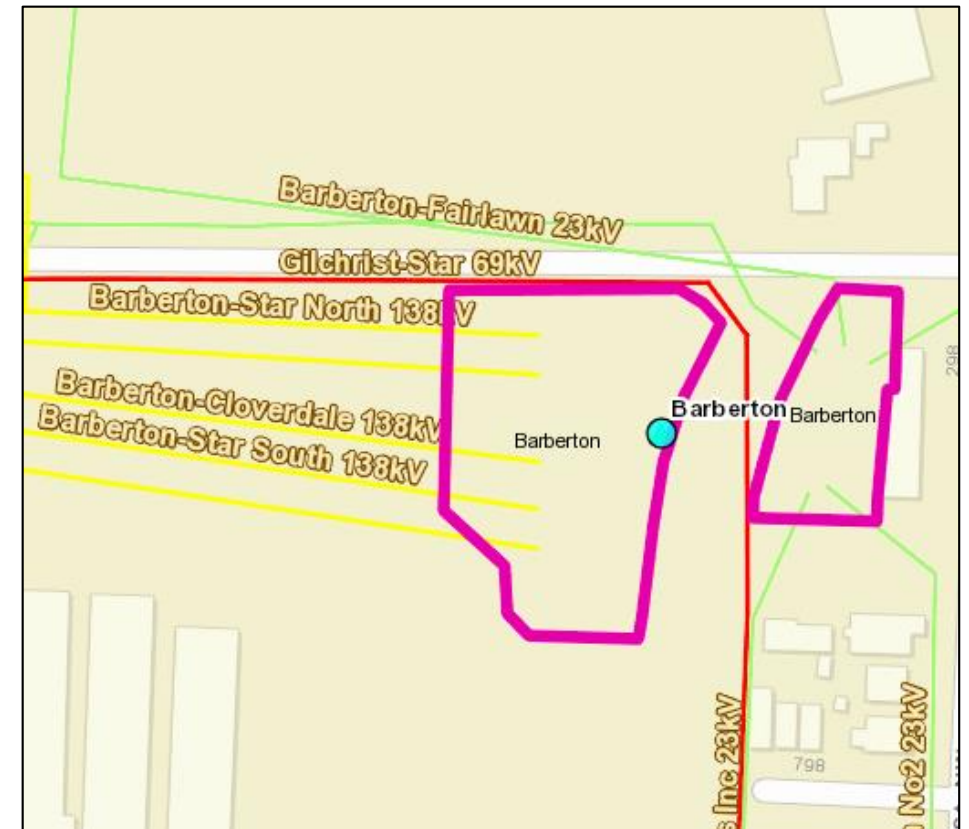 Barberton-Fairlawn 23kV
Gilchrist-Star 69kV
Barberton-Star North 138kV
298
Barberton-Cloverdale 138kV
Barberton-Star South 138kV
Barberton
Barberton
Barberton
s Inc 23kV
n No2 23kV
798